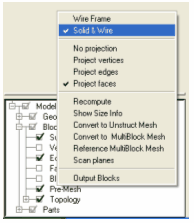 Wire Frame
Solid & Wire
No projection
Project vertices
Project edges
Project faces
Recompute
Show Size Info
Convert to Unstruct Mesh
Convert to MultiBlock Mesh
Reference MultiBlock Mesh
Scan planes
Output Blocks
Model
Geo
Bloc
Su
Ve
Ed
Fa
Bl
Pre-Mesh
Topology
Parts